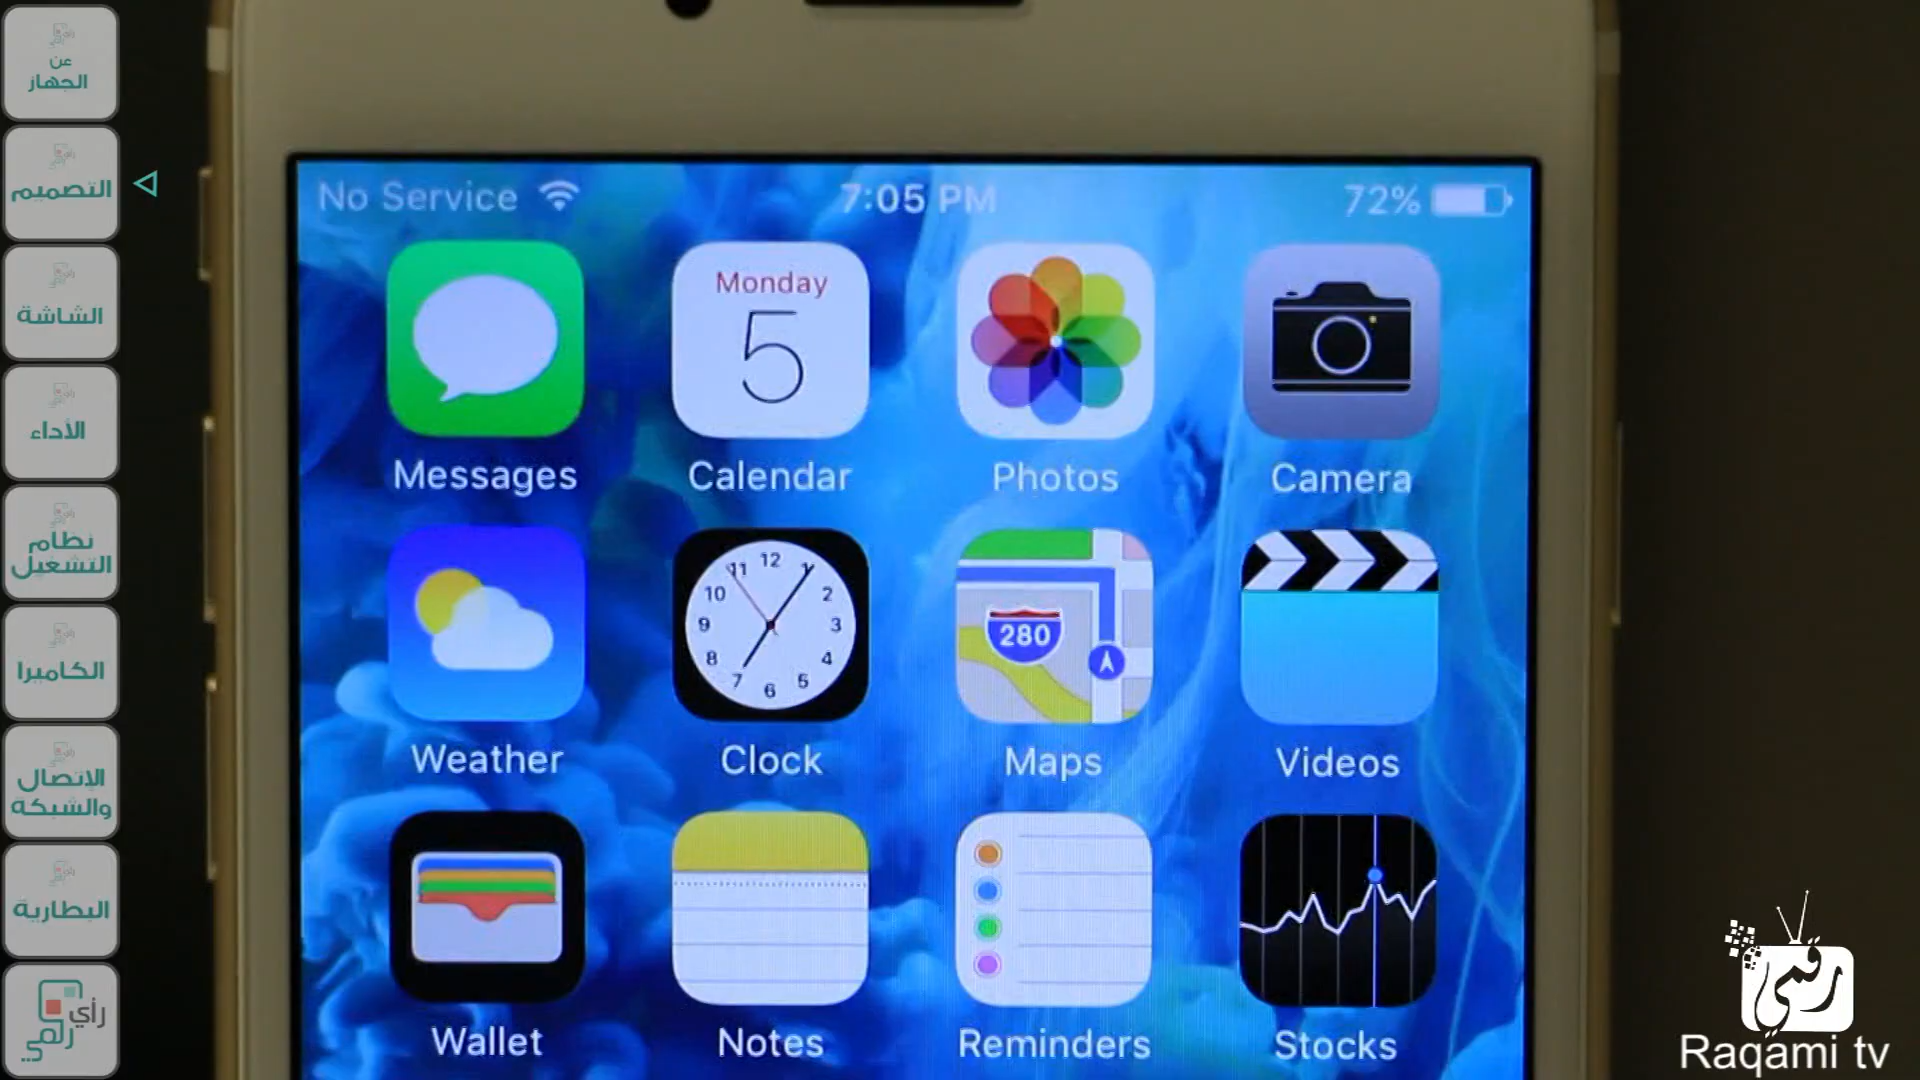 عن
الجهاز
التصميم
الشاشة
الأداء
نظام
التشغيل
الكاميرا
الإتصال
والشبكة
البطارية
رأي
رقمي
No Service
7:05 PM
72%
Monday
5
Messages
Calendar
Photos
Camera
12
11
1
10
2
9
3
8
4
7
6
5
280
Weather
Clock
Maps
Videos
Wallet
Notes
Reminders
Stocks
رقمي
Raqami tv